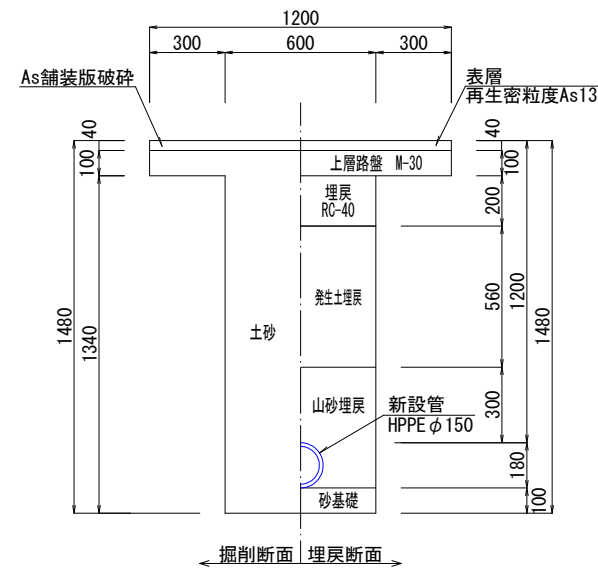 1200
300
600
300
As舗装版破砕
表層
再生密粒度As13
40
100
1480
1340
40
100
200
560
300
180
100
1200
1480
上層路盤 M-30
埋戻
RC-40
発生土埋戻
土砂
山砂埋戻
新設管
HPPEφ150
砂基礎
掘削断面
埋戻断面